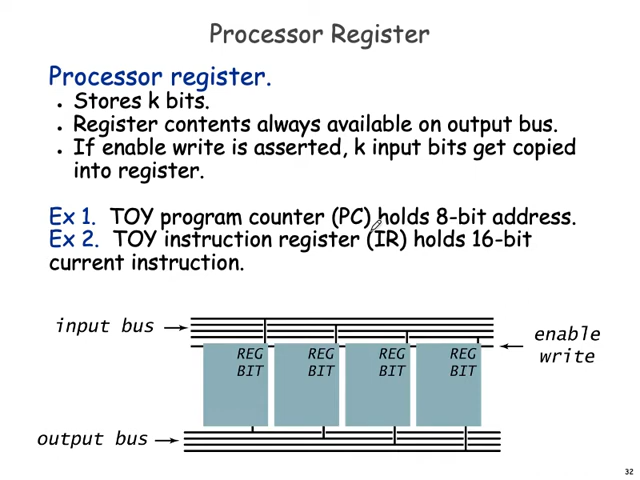 Processor Register
Processor register.
• Stores k bits.
• Register contents always available on output bus.
• If enable write is asserted, k input bits get copied
into register.
Ex 1. TOY program counter (PC) holds 8-bit address.
Ex 2. TOY instruction register (IR) holds 16-bit
current instruction.
input bus
enable
write
REG
BIT
REG
BIT
REG
BIT
REG
BIT
output bus
32